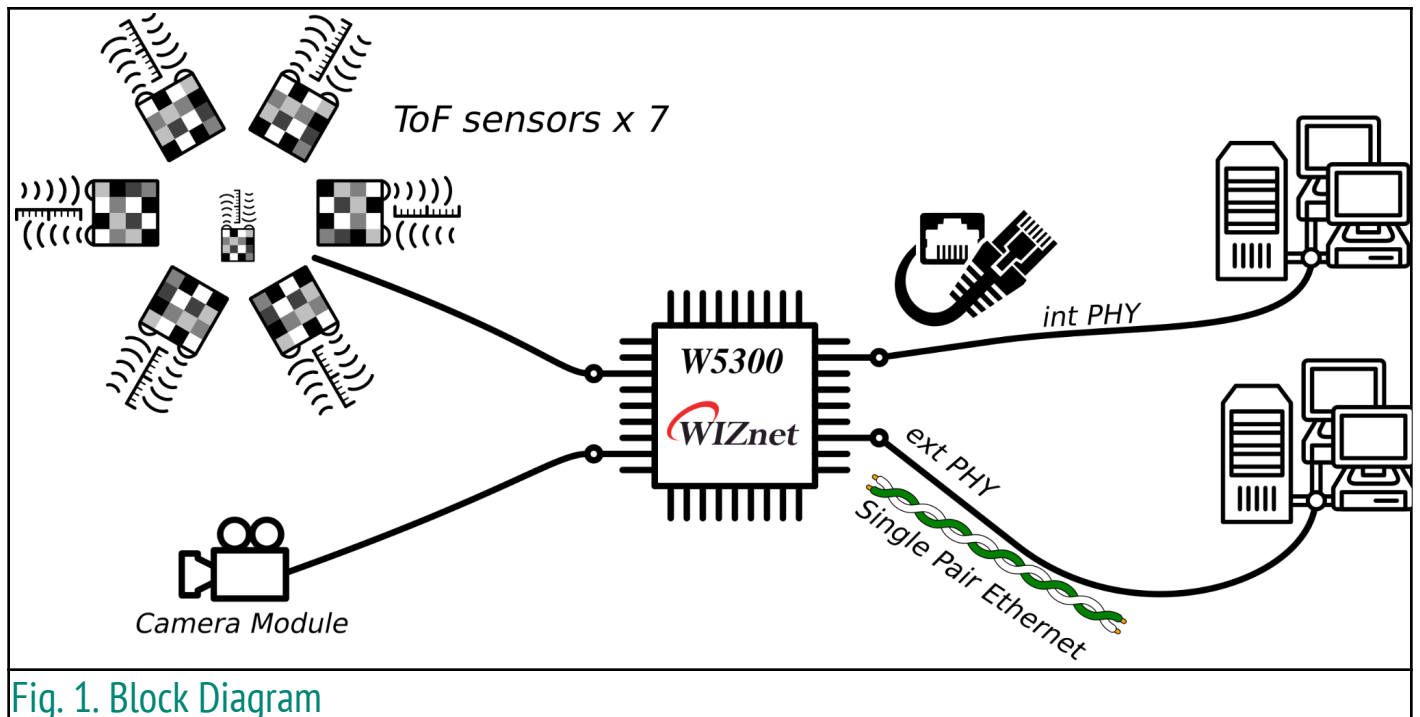 ToF sensors x 7
int PHY
W5300
WIZnet
ext PHY
Single Pair Ethernet
Camera Module
Fig. 1. Block Diagram